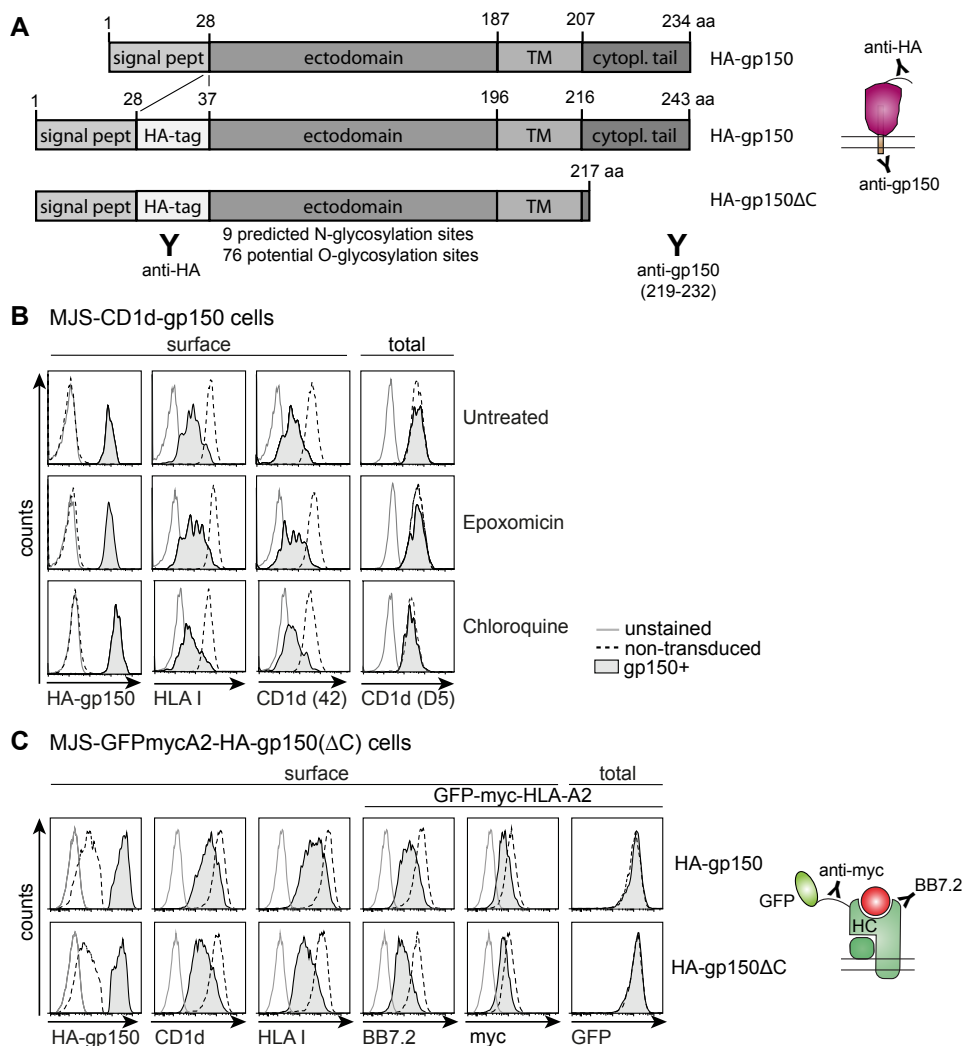 A
1 28 187 207 234 aa
signal pept ectodomain TM cytopl. tail HA-gp150
1 28 37 196 216 243 aa
signal pept HA-tag ectodomain TM cytopl. tail HA-gp150
217 aa
signal pept HA-tag ectodomain TM HA-gp150ΔC
9 predicted N-glycosylation sites
76 potential O-glycosylation sites
anti-HA
anti-gp150
(219-232)
anti-HA
anti-gp150
B MJS-CD1d-gp150 cells
surface total
Untreated
Epoxomicin
Chloroquine
counts
HA-gp150 HLA I CD1d (42) CD1d (D5)
unstained
non-transduced
gp150+
C MJS-GFPmycA2-HA-gp150(ΔC) cells
surface total
GFP-myc-HLA-A2
HA-gp150
HA-gp150ΔC
counts
HA-gp150 CD1d HLA I BB7.2 myc GFP
anti-myc
GFP
BB7.2
HC